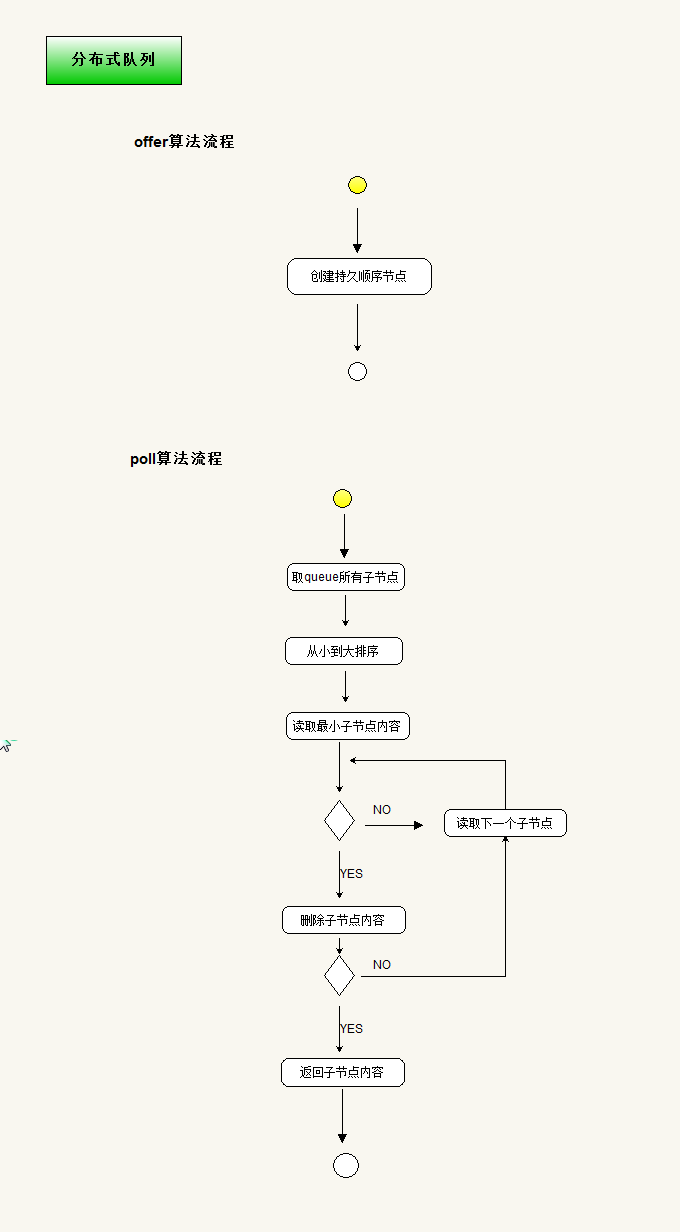 分布式队列
offer算法流程
创建持久顺序节点
poll算法流程
取queue所有子节点
从小到大排序
读取最小子节点内容
NO
读取下一个子节点
YES
删除子节点内容
NO
YES
返回子节点内容